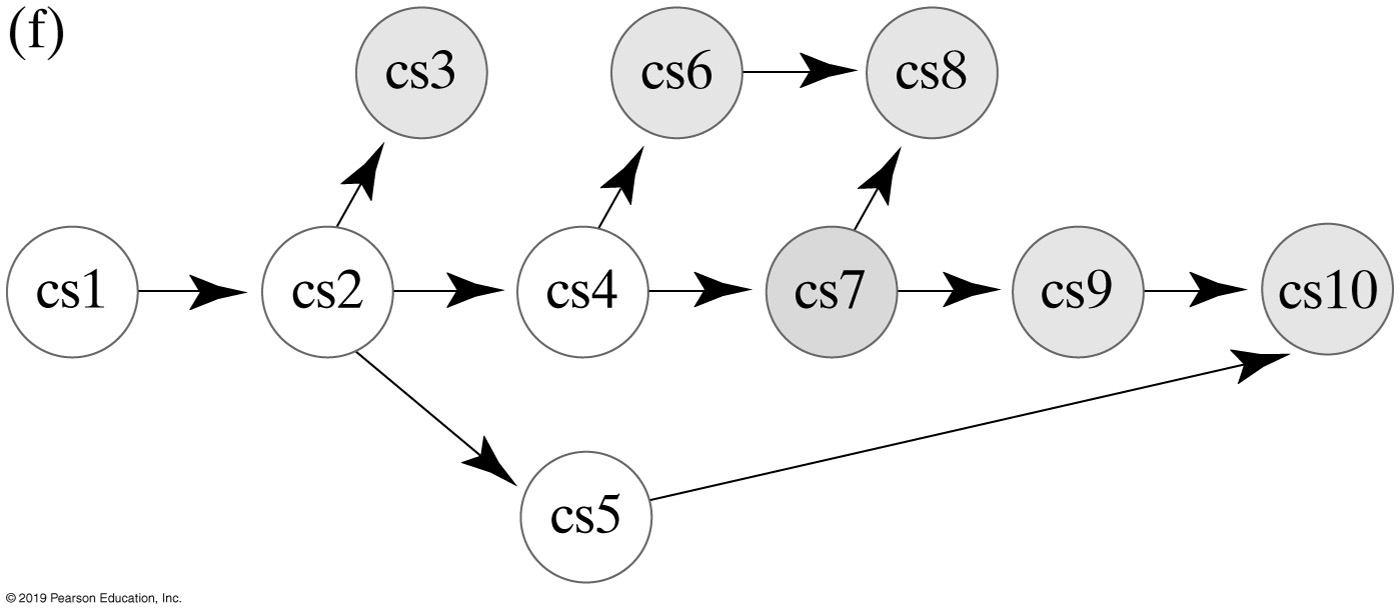 (f)
cs3
cs6
cs8
cs1
cs2
cs4
cs7
cs9
cs10
cs5
© 2019 Pearson Education, Inc.